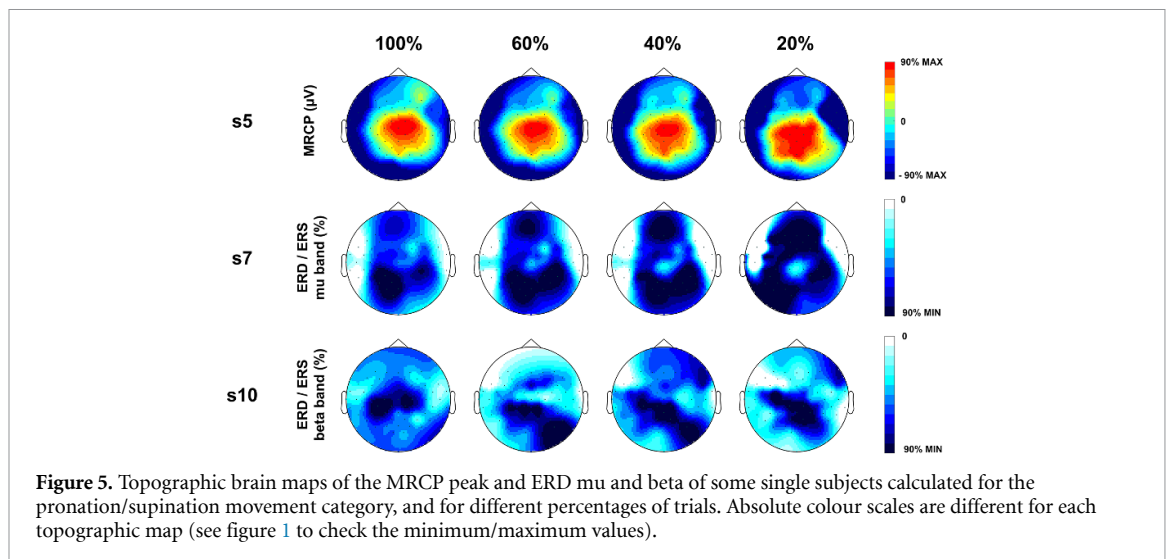 100% 60% 40% 20%
s5
MRCP (µV)
90% MAX
0
- 90% MAX
s7
ERD / ERS
mu band (%)
0
90% MIN
s10
ERD / ERS
beta band (%)
0
90% MIN
Figure 5. Topographic brain maps of the MRCP peak and ERD mu and beta of some single subjects calculated for the
pronation/supination movement category, and for different percentages of trials. Absolute colour scales are different for each
topographic map (see figure 1 to check the minimum/maximum values).